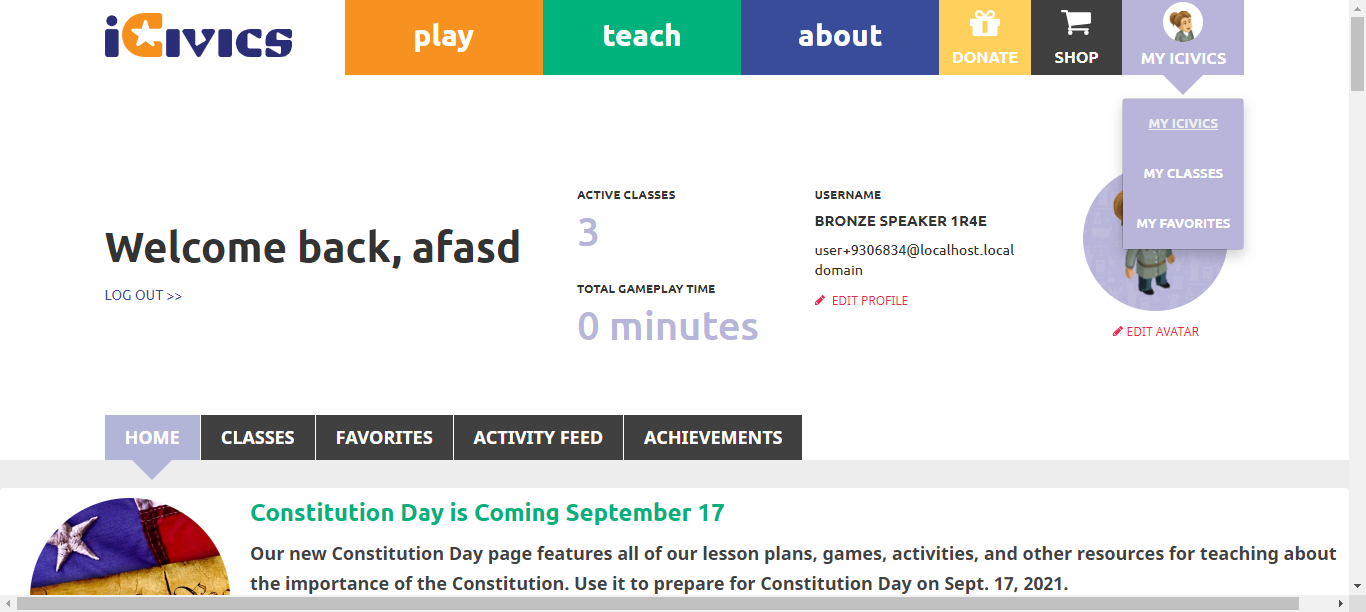 iCivics
play
teach
about
DONATE
SHOP
MY ICIVICS
MY ICIVICS
MY CLASSES
MY FAVORITES
Welcome back, afasd
LOG OUT >>
ACTIVE CLASSES
3
TOTAL GAMEPLAY TIME
0 minutes
USERNAME
BRONZE SPEAKER 1R4E
user+9306834@localhost.local
domain
EDIT PROFILE
EDIT AVATAR
HOME
CLASSES
FAVORITES
ACTIVITY FEED
ACHIEVEMENTS
Constitution Day is Coming September 17
Our new Constitution Day page features all of our lesson plans, games, activities, and other resources for teaching about
the importance of the Constitution. Use it to prepare for Constitution Day on Sept. 17, 2021.